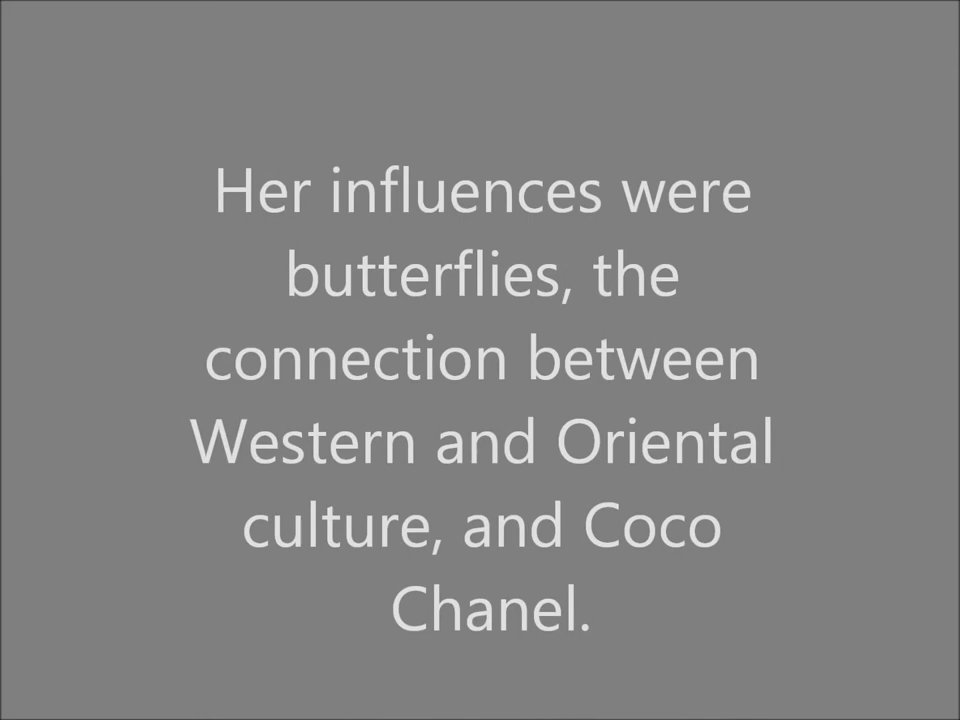 Her influences were
butterflies, the
connection between
Western and Oriental
culture, and Coco
Chanel.